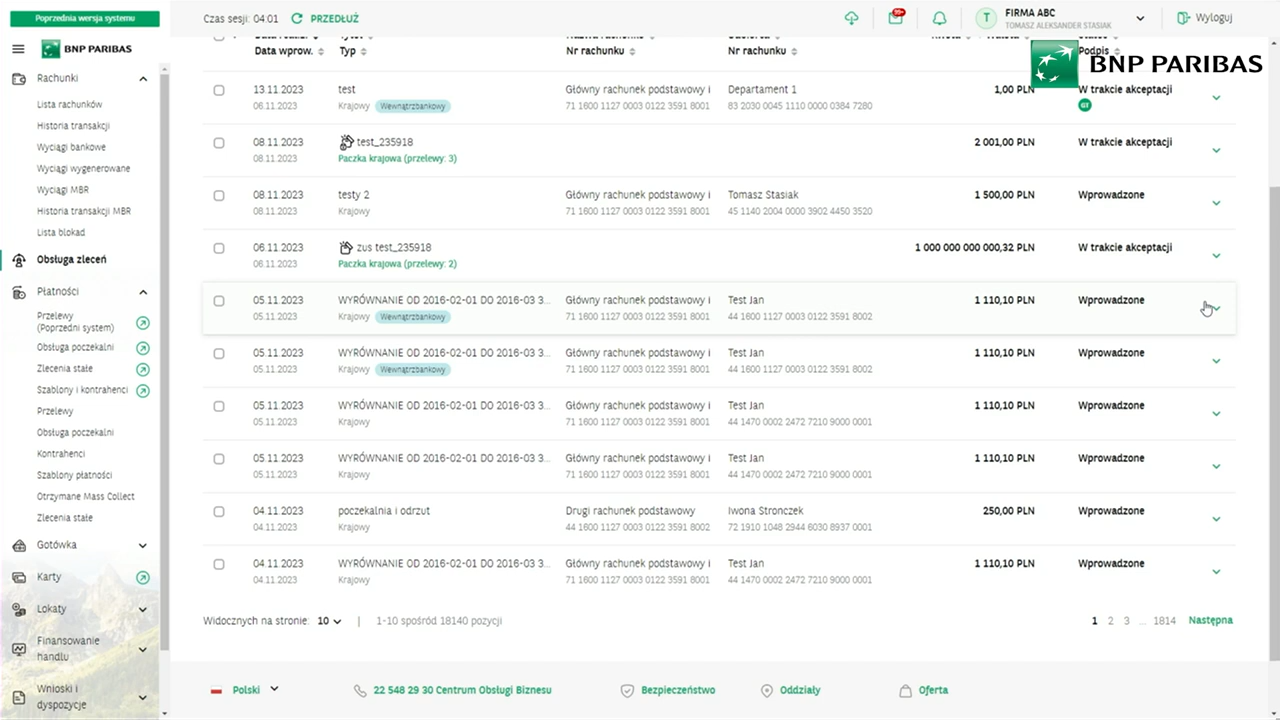 Poprzednia wersja systemu
Czas sesji: 04:01 PRZEDŁUŻ
99+
T
FIRMA ABC
TOMASZ ALEKSANDER STASIAK
Wyloguj
BNP PARIBAS
BNP PARIBAS
Rachunki
Lista rachunków
Historia transakcji
Wyciągi bankowe
Wyciągi wygenerowane
Wyciągi MBR
Historia transakcji MBR
Lista blokad
Obsługa zleceń
Płatności
Przelewy
(Poprzedni system)
Obsługa poczekalni
Zlecenia stałe
Szablony i kontrahenci
Przelewy
Obsługa poczekalni
Kontrahenci
Szablony płatności
Otrzymane Mass Collect
Zlecenia stałe
Gotówka
Karty
Lokaty
Finansowanie
handlu
Wnioski i
dyspozycje
Data wprow. Typ Nr rachunku Nr rachunku Podpis
13.11.2023 test Główny rachunek podstawowy i Departament 1 1,00 PLN W trakcie akceptacji
06.11.2023 Krajowy Wewnątrzbankowy 71 1600 1127 0003 0122 3591 8001 83 2030 0045 1110 0000 0384 7280 GT
08.11.2023 test_235918 2 001,00 PLN W trakcie akceptacji
08.11.2023 Paczka krajowa (przelewy: 3)
08.11.2023 testy 2 Główny rachunek podstawowy i Tomasz Stasiak 1 500,00 PLN Wprowadzone
08.11.2023 Krajowy 71 1600 1127 0003 0122 3591 8001 45 1140 2004 0000 3902 4450 3520
06.11.2023 zus test_235918 1 000 000 000 000,32 PLN W trakcie akceptacji
06.11.2023 Paczka krajowa (przelewy: 2)
05.11.2023 WYRÓWNANIE OD 2016-02-01 DO 2016-03 3... Główny rachunek podstawowy i Test Jan 1 110,10 PLN Wprowadzone
05.11.2023 Krajowy Wewnątrzbankowy 71 1600 1127 0003 0122 3591 8001 44 1600 1127 0003 0122 3591 8002
05.11.2023 WYRÓWNANIE OD 2016-02-01 DO 2016-03 3... Główny rachunek podstawowy i Test Jan 1 110,10 PLN Wprowadzone
05.11.2023 Krajowy Wewnątrzbankowy 71 1600 1127 0003 0122 3591 8001 44 1600 1127 0003 0122 3591 8002
05.11.2023 WYRÓWNANIE OD 2016-02-01 DO 2016-03 3... Główny rachunek podstawowy i Test Jan 1 110,10 PLN Wprowadzone
05.11.2023 Krajowy 71 1600 1127 0003 0122 3591 8001 44 1470 0002 2472 7210 9000 0001
05.11.2023 WYRÓWNANIE OD 2016-02-01 DO 2016-03 3... Główny rachunek podstawowy i Test Jan 1 110,10 PLN Wprowadzone
05.11.2023 Krajowy 71 1600 1127 0003 0122 3591 8001 44 1470 0002 2472 7210 9000 0001
04.11.2023 poczekalnia i odrzut Drugi rachunek podstawowy Iwona Stronczek 250,00 PLN Wprowadzone
04.11.2023 Krajowy 44 1600 1127 0003 0122 3591 8002 72 1910 1048 2944 6030 8937 0001
04.11.2023 WYRÓWNANIE OD 2016-02-01 DO 2016-03 3... Główny rachunek podstawowy i Test Jan 1 110,10 PLN Wprowadzone
04.11.2023 Krajowy 71 1600 1127 0003 0122 3591 8001 44 1470 0002 2472 7210 9000 0001
Widocznych na stronie: 10 | 1-10 spośród 18140 pozycji 1 2 3 ... 1814 Następna
Polski 22 548 29 30 Centrum Obsługi Biznesu Bezpieczeństwo Oddziały Oferta